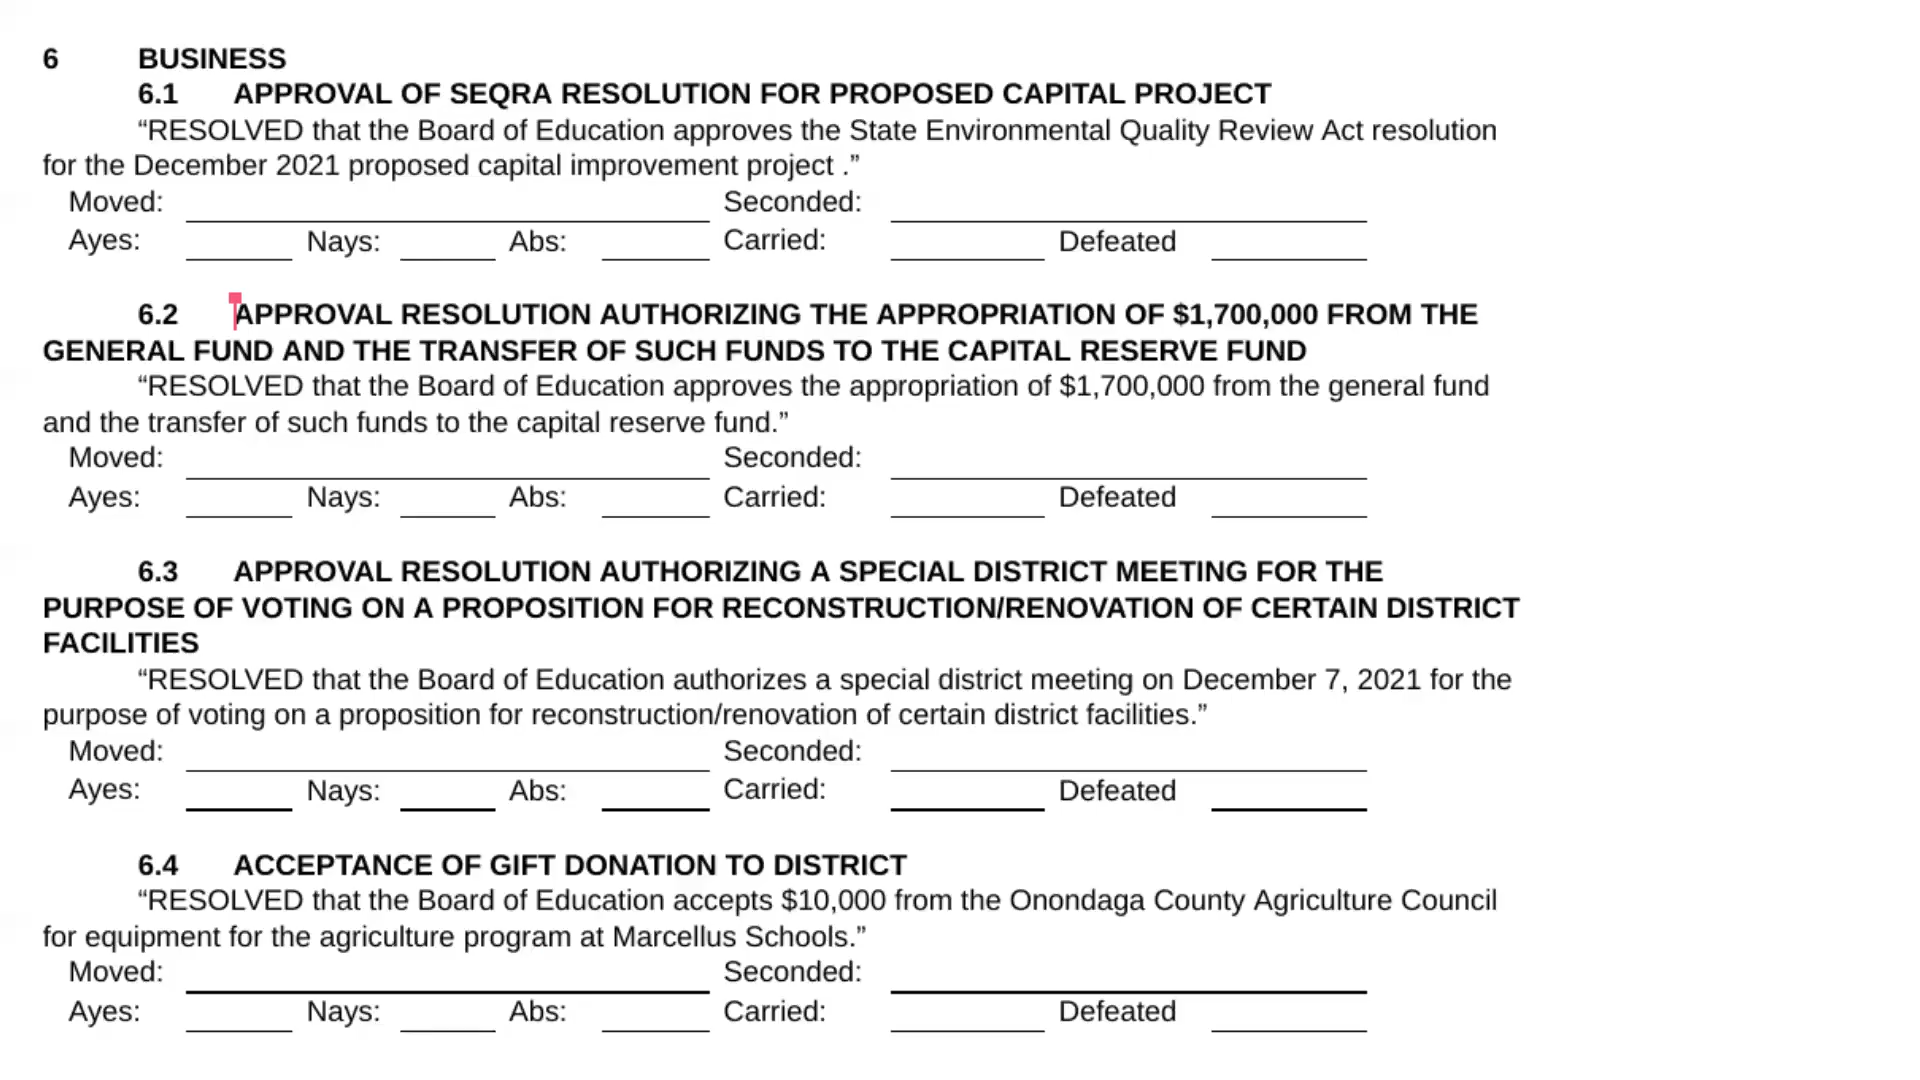 6 BUSINESS
6.1 APPROVAL OF SEQRA RESOLUTION FOR PROPOSED CAPITAL PROJECT
“RESOLVED that the Board of Education approves the State Environmental Quality Review Act resolution
for the December 2021 proposed capital improvement project .”
Moved: Seconded:
Ayes: Nays: Abs: Carried: Defeated
6.2 APPROVAL RESOLUTION AUTHORIZING THE APPROPRIATION OF $1,700,000 FROM THE
GENERAL FUND AND THE TRANSFER OF SUCH FUNDS TO THE CAPITAL RESERVE FUND
“RESOLVED that the Board of Education approves the appropriation of $1,700,000 from the general fund
and the transfer of such funds to the capital reserve fund.”
Moved: Seconded:
Ayes: Nays: Abs: Carried: Defeated
6.3 APPROVAL RESOLUTION AUTHORIZING A SPECIAL DISTRICT MEETING FOR THE
PURPOSE OF VOTING ON A PROPOSITION FOR RECONSTRUCTION/RENOVATION OF CERTAIN DISTRICT
FACILITIES
“RESOLVED that the Board of Education authorizes a special district meeting on December 7, 2021 for the
purpose of voting on a proposition for reconstruction/renovation of certain district facilities.”
Moved: Seconded:
Ayes: Nays: Abs: Carried: Defeated
6.4 ACCEPTANCE OF GIFT DONATION TO DISTRICT
“RESOLVED that the Board of Education accepts $10,000 from the Onondaga County Agriculture Council
for equipment for the agriculture program at Marcellus Schools.”
Moved: Seconded:
Ayes: Nays: Abs: Carried: Defeated